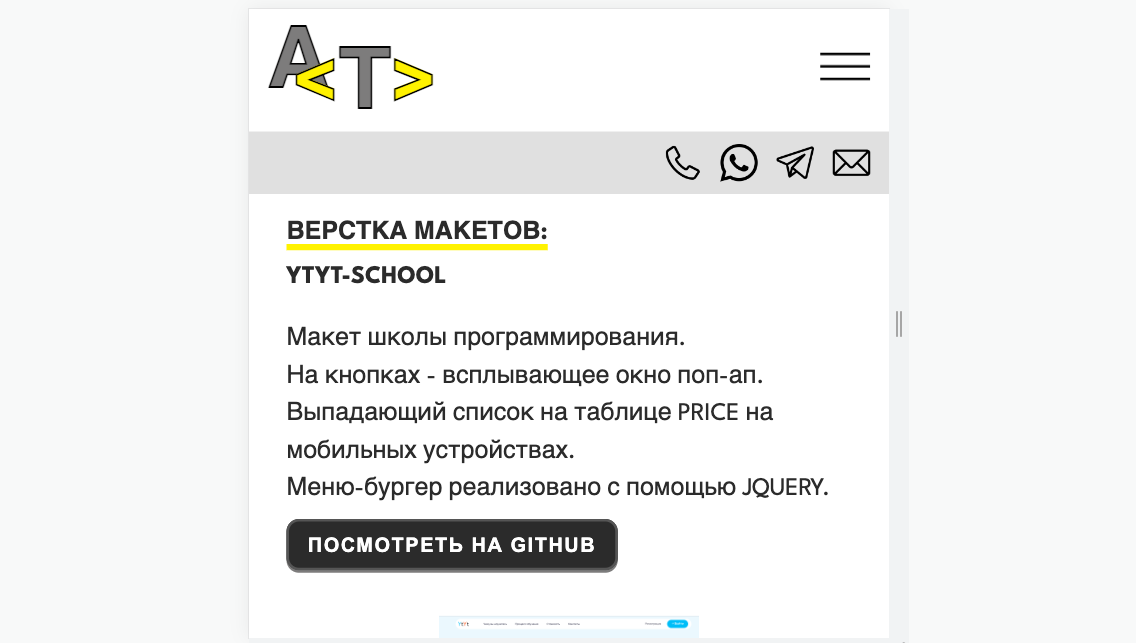 A<T>
ВЕРСТКА МАКЕТОВ:
YTYT-SCHOOL
Макет школы программирования.
На кнопках - всплывающее окно поп-ап.
Выпадающий список на таблице PRICE на
мобильных устройствах.
Меню-бургер реализовано с помощью JQUERY.
ПОСМОТРЕТЬ НА GITHUB